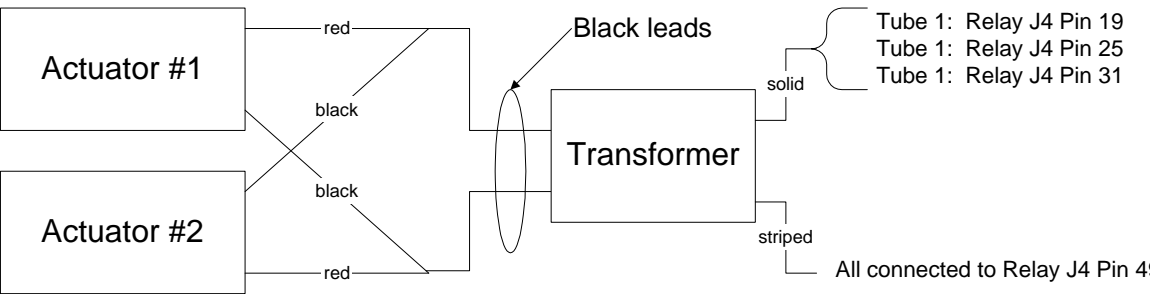 Black leads
Tube 1: Relay J4 Pin 19
Tube 1: Relay J4 Pin 25
Tube 1: Relay J4 Pin 31
red
Actuator #1
solid
black
Transformer
black
Actuator #2
striped
red
All connected to Relay J4 Pin 49